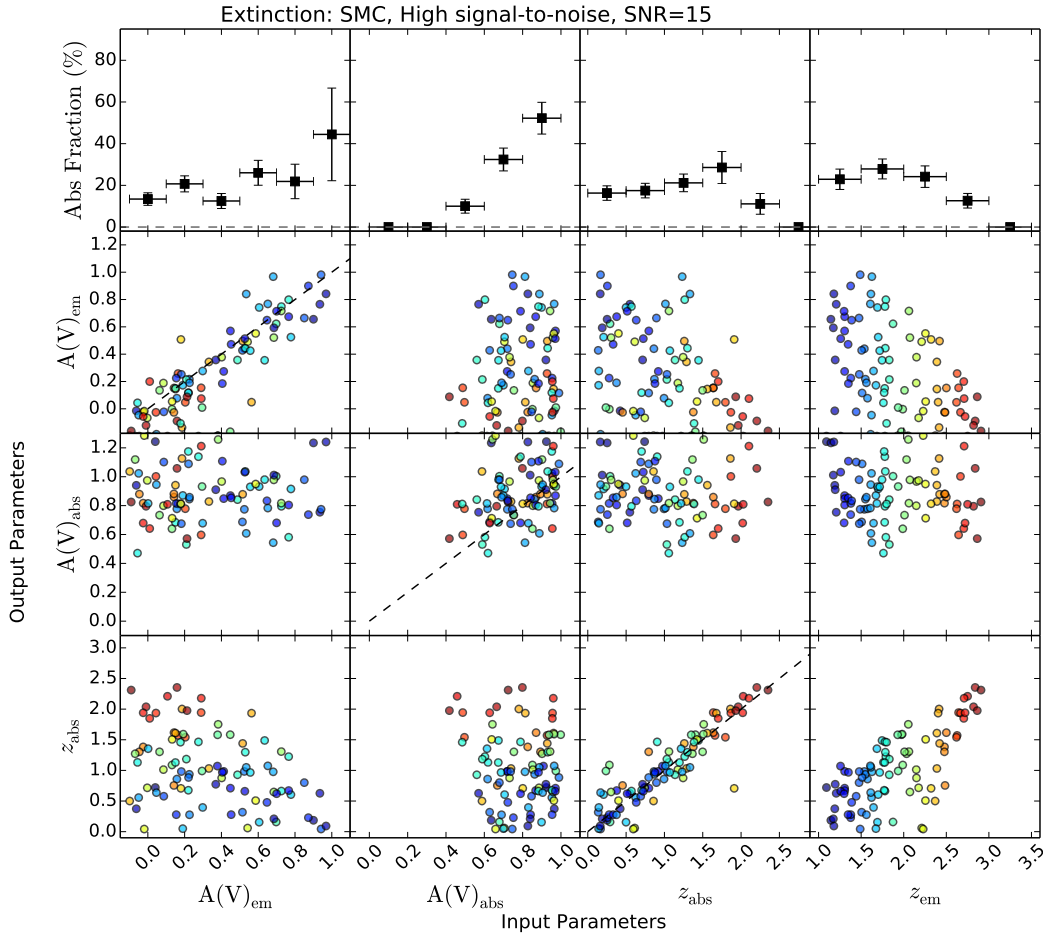 Extinction: SMC, High signal-to-noise, SNR=15
Abs Fraction (%)
80
60
40
20
0
A(V)em
1.2
1.0
0.8
0.6
0.4
0.2
0.0
Output Parameters
A(V)abs
1.2
1.0
0.8
0.6
0.4
0.2
0.0
zabs
3.0
2.5
2.0
1.5
1.0
0.5
0.0
0.0 0.2 0.4 0.6 0.8 1.0
0.0 0.2 0.4 0.6 0.8 1.0
0.0 0.5 1.0 1.5 2.0 2.5
1.0 1.5 2.0 2.5 3.0 3.5
A(V)em
A(V)abs
zabs
zem
Input Parameters